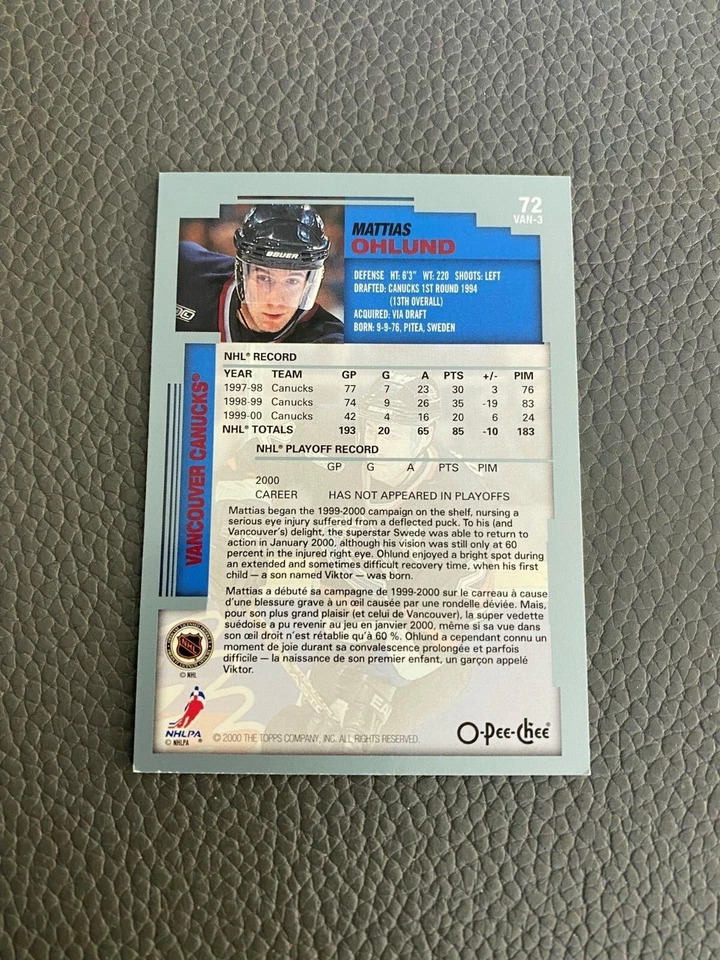 72
VAN-3
BAUER
MATTIAS
OHLUND
DEFENSE HT: 6'3" WT: 220 SHOOTS: LEFT
DRAFTED: CANUCKS 1ST ROUND 1994
(13TH OVERALL)
ACQUIRED: VIA DRAFT
BORN: 9-9-76, PITEA, SWEDEN
VANCOUVER CANUCKS®
NHL® RECORD
YEAR TEAM GP G A PTS +/- PIM
1997-98 Canucks 77 7 23 30 3 76
1998-99 Canucks 74 9 26 35 -19 83
1999-00 Canucks 42 4 16 20 6 24
NHL® TOTALS 193 20 65 85 -10 183
NHL® PLAYOFF RECORD
GP G A PTS PIM
2000
CAREER HAS NOT APPEARED IN PLAYOFFS
Mattias began the 1999-2000 campaign on the shelf, nursing a
serious eye injury suffered from a deflected puck. To his (and
Vancouver's) delight, the superstar Swede was able to return to
action in January 2000, although his vision was still only at 60
percent in the injured right eye. Ohlund enjoyed a bright spot during
an extended and sometimes difficult recovery time, when his first
child — a son named Viktor — was born.
Mattias a débuté sa campagne de 1999-2000 sur le carreau à cause
d'une blessure grave à un œil causée par une rondelle déviée. Mais,
pour son plus grand plaisir (et celui de Vancouver), la super vedette
suédoise a pu revenir au jeu en janvier 2000, même si sa vue dans
son œil droit n'est rétablie qu'à 60 %. Ohlund a cependant connu un
moment de joie durant sa convalescence prolongée et parfois
difficile — la naissance de son premier enfant, un garçon appelé
Viktor.
NHL
© NHL
NHLPA ®
© NHLPA
© 2000 THE TOPPS COMPANY, INC. ALL RIGHTS RESERVED.
O-Pee-Chee®